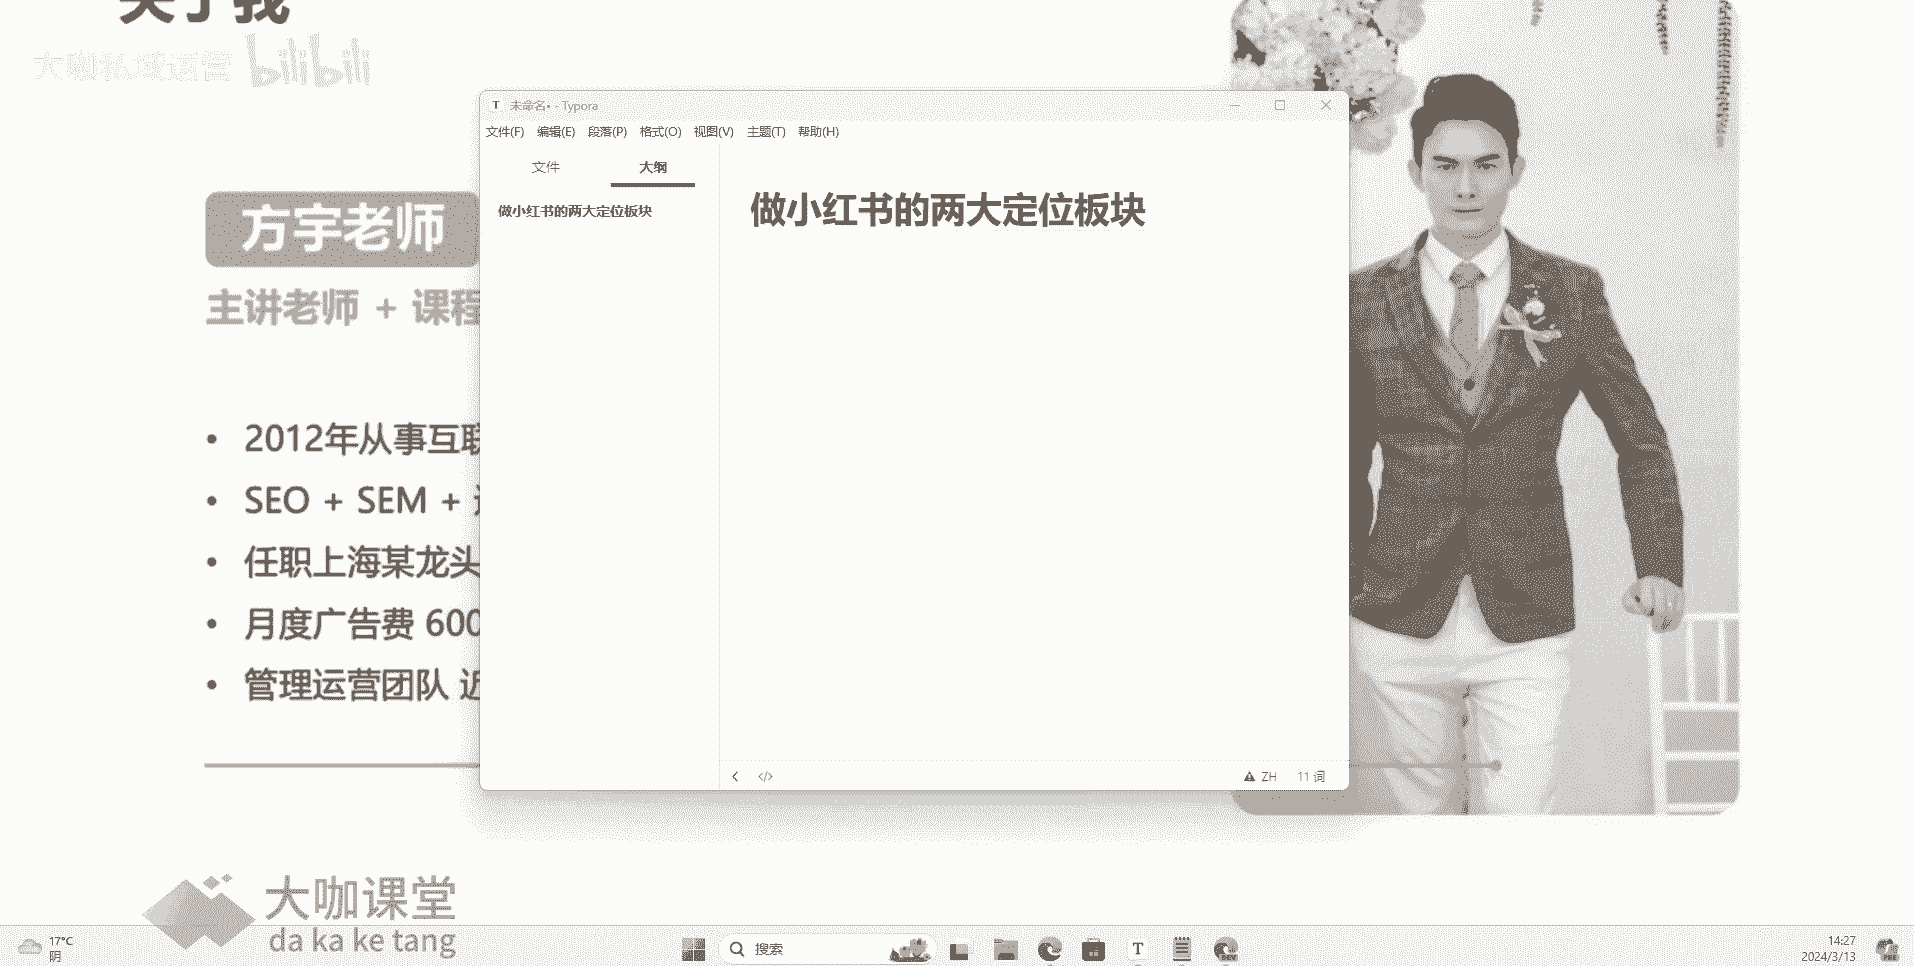 关于我
大咖私域运营 bilibili
未命名• - Typora
文件(F) 编辑(E) 段落(P) 格式(O) 视图(V) 主题(T) 帮助(H)
文件 大纲
做小红书的两大定位板块
做小红书的两大定位板块
方宇老师
主讲老师 + 课程
2012年从事互联
SEO + SEM +
任职上海某龙头
月度广告费 600
管理运营团队 近
ZH 11 词
大咖课堂
da ka ke tang
17°C
阴
搜索
T
DEV
14:27
2024/3/13
PRE